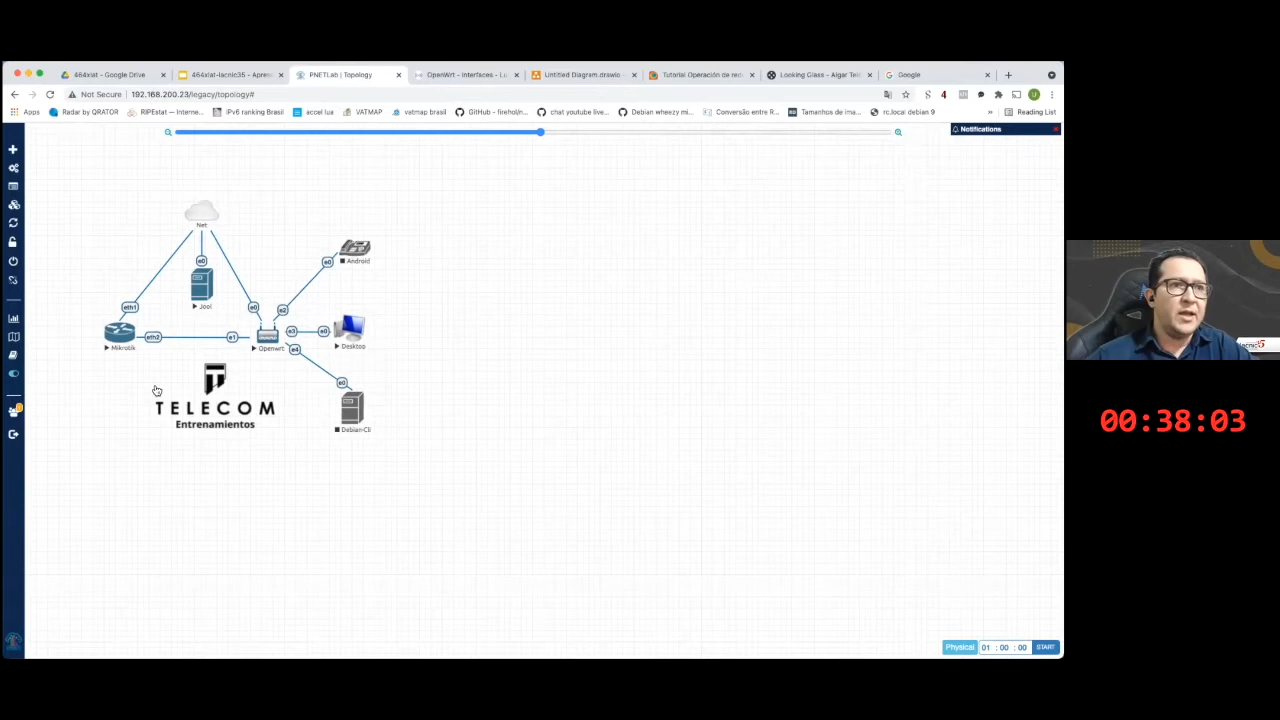 464xlat - Google Drive
464xlat-lacnic35 - Apres
PNETLab | Topology
OpenWrt - Interfaces - Lu
Untitled Diagram.drawio
Tutorial Operación de red
Looking Glass - Algar Tele
Google
Not Secure
192.168.200.23/legacy/topology#
Apps
Radar by QRATOR
RIPEstat — Interne...
IPv6 ranking Brasil
accel lua
VATMAP
vatmap brasil
GitHub - firehol/n...
chat youtube live...
Debian wheezy mi...
Conversão entre R...
Tamanhos de ima...
rc.local debian 9
»
Reading List
Notifications
Net
e0
Android
e0
Jool
eth1
e0
e2
Mikrotik
eth2
e1
Openwrt
e3
e0
Desktop
e4
e0
Debian-Cli
TELECOM
Entrenamientos
00:38:03
Physical
01 : 00 : 00
START